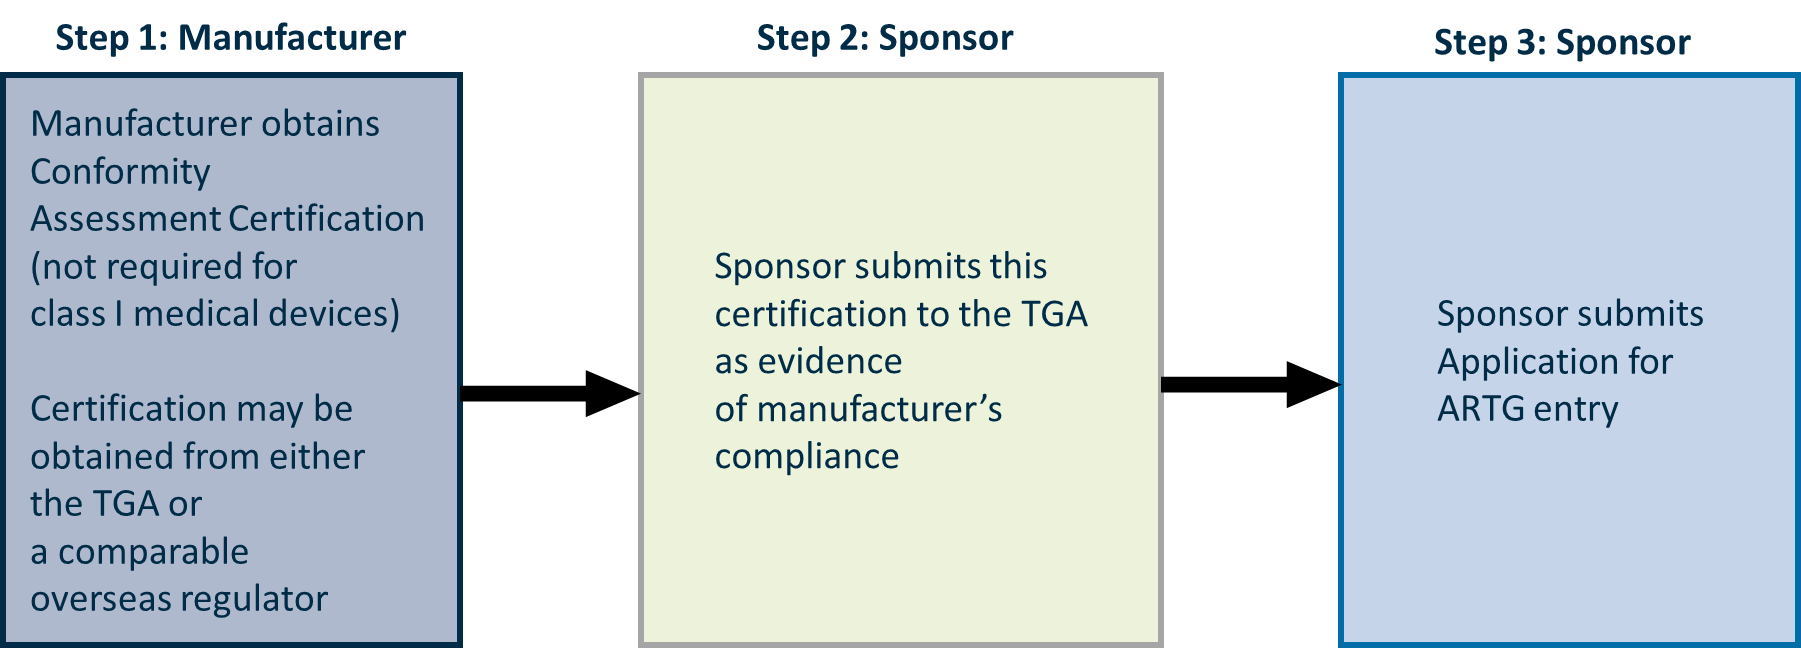 Step 1: Manufacturer
Manufacturer obtains
Conformity
Assessment Certification
(not required for
class I medical devices)
Certification may be
obtained from either
the TGA or
a comparable
overseas regulator
Step 2: Sponsor
Sponsor submits this
certification to the TGA
as evidence
of manufacturer’s
compliance
Step 3: Sponsor
Sponsor submits
Application for
ARTG entry